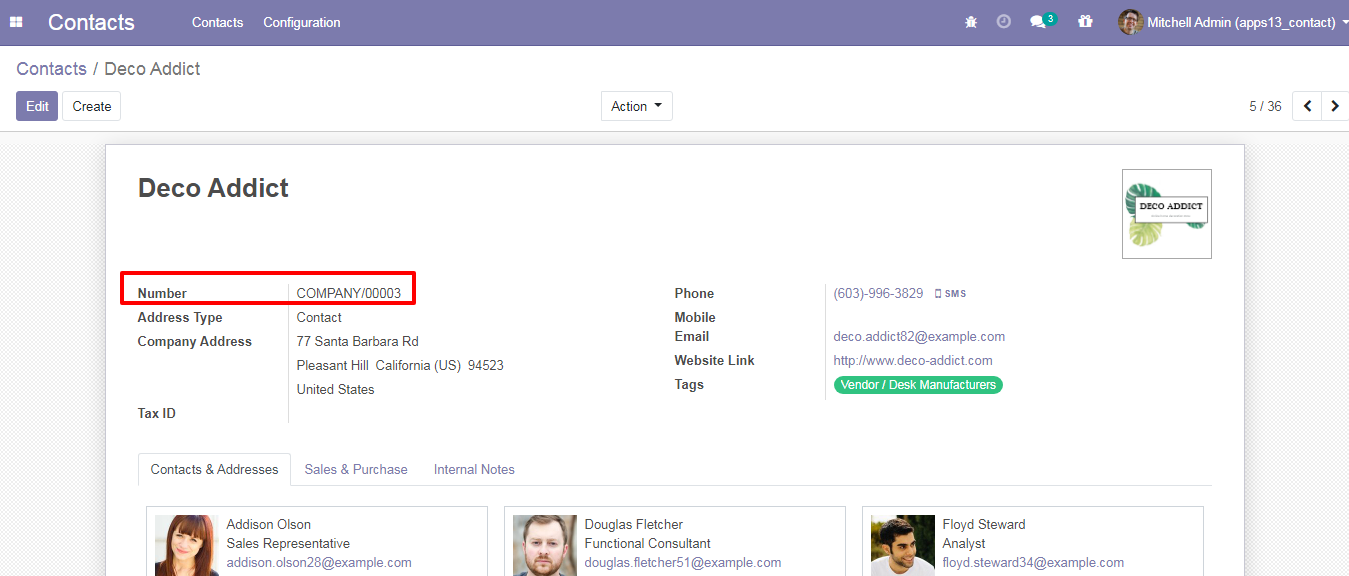 Contacts Contacts Configuration 3 Mitchell Admin (apps13_contact)
Contacts / Deco Addict
Edit Create Action 5 / 36
Deco Addict
DECO ADDICT
Number COMPANY/00003
Address Type Contact
Company Address 77 Santa Barbara Rd
Pleasant Hill California (US) 94523
United States
Tax ID
Phone (603)-996-3829 SMS
Mobile
Email deco.addict82@example.com
Website Link http://www.deco-addict.com
Tags Vendor / Desk Manufacturers
Contacts & Addresses Sales & Purchase Internal Notes
Addison Olson
Sales Representative
addison.olson28@example.com
Douglas Fletcher
Functional Consultant
douglas.fletcher51@example.com
Floyd Steward
Analyst
floyd.steward34@example.com